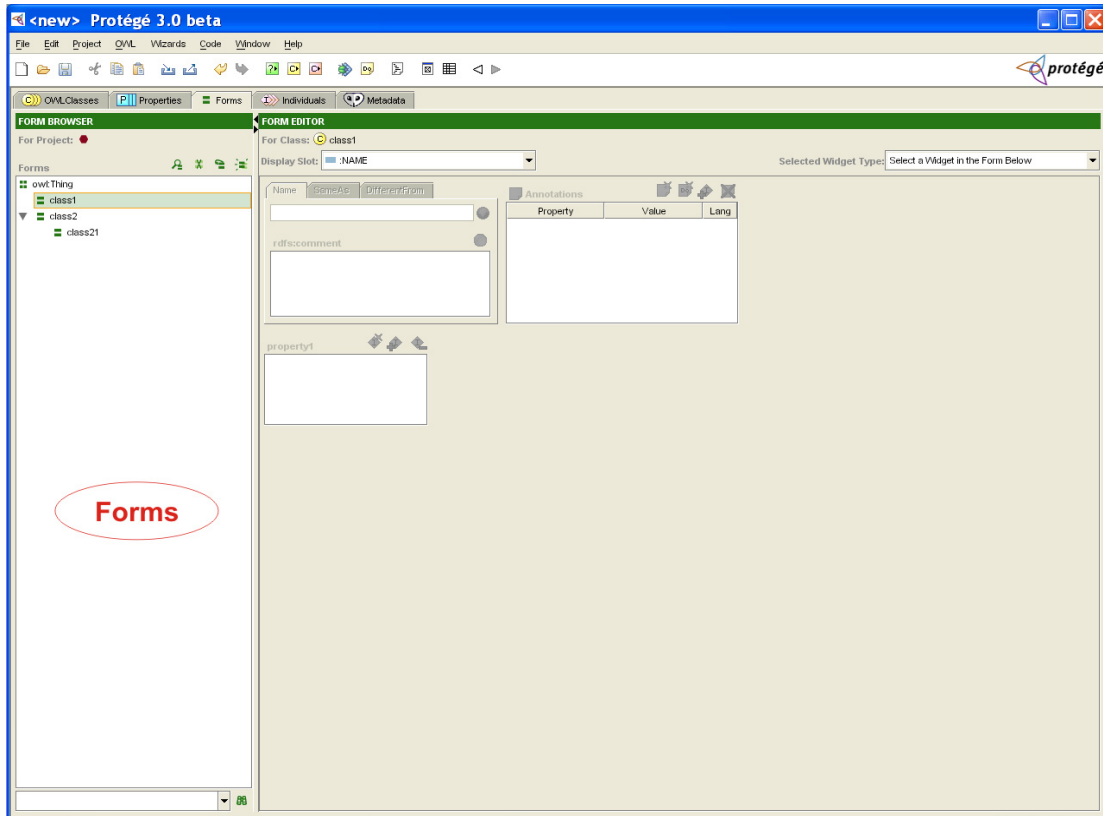 <new> Protégé 3.0 beta
File Edit Project OWL Wizards Code Window Help
protégé
OWLClasses Properties Forms Individuals Metadata
FORM BROWSER
FORM EDITOR
For Project:
For Class: class1
Forms
Display Slot: :NAME
Selected Widget Type: Select a Widget in the Form Below
owl:Thing
class1
class2
class21
Name SameAs DifferentFrom
Annotations
Property Value Lang
rdfs:comment
property1
Forms